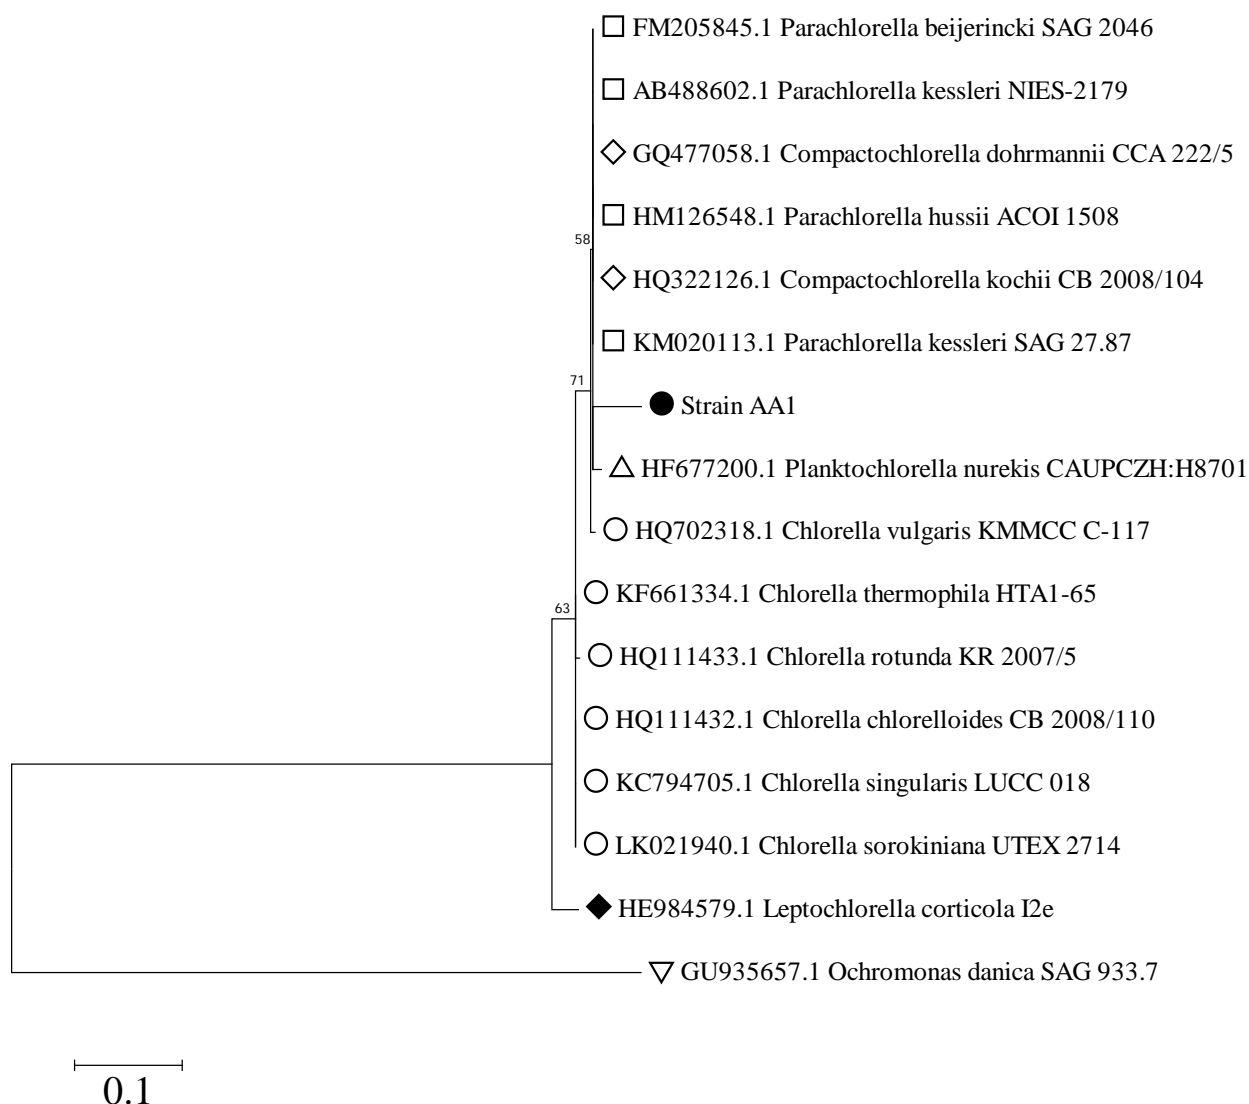 FM205845.1 Parachlorella beijerincki SAG 2046
AB488602.1 Parachlorella kessleri NIES-2179
GQ477058.1 Compactochlorella dohrmannii CCA 222/5
HM126548.1 Parachlorella hussii ACOI 1508
58
HQ322126.1 Compactochlorella kochii CB 2008/104
KM020113.1 Parachlorella kessleri SAG 27.87
71
Strain AA1
HF677200.1 Planktochlorella nurekis CAUPCZH:H8701
HQ702318.1 Chlorella vulgaris KMMCC C-117
KF661334.1 Chlorella thermophila HTA1-65
63
HQ111433.1 Chlorella rotunda KR 2007/5
HQ111432.1 Chlorella chlorelloides CB 2008/110
KC794705.1 Chlorella singularis LUCC 018
LK021940.1 Chlorella sorokiniana UTEX 2714
HE984579.1 Leptochlorella corticola I2e
GU935657.1 Ochromonas danica SAG 933.7
0.1